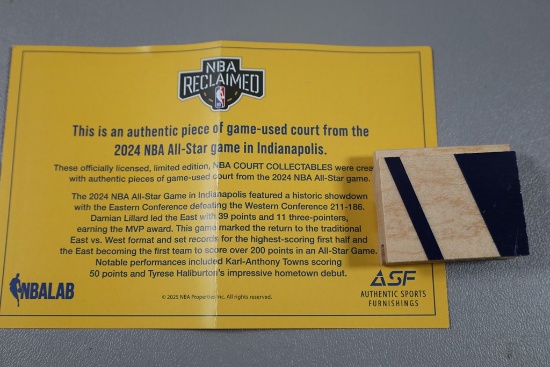 NBA
RECLAIMED
This is an authentic piece of game-used court from the
2024 NBA All-Star game in Indianapolis.
These officially licensed, limited edition, NBA COURT COLLECTABLES were crea
with authentic pieces of game-used court from the 2024 NBA All-Star game.
The 2024 NBA All-Star Game in Indianapolis featured a historic showdown
with the Eastern Conference defeating the Western Conference 211-186.
Damian Lillard led the East with 39 points and 11 three-pointers,
earning the MVP award. This game marked the return to the traditional
East vs. West format and set records for the highest-scoring first half and
the East becoming the first team to score over 200 points in an All-Star Game.
Notable performances included Karl-Anthony Towns scoring
50 points and Tyrese Haliburton's impressive hometown debut.
NBALAB
© 2025 NBA Properties Inc. All rights reserved.
ASF
AUTHENTIC SPORTS
FURNISHINGS